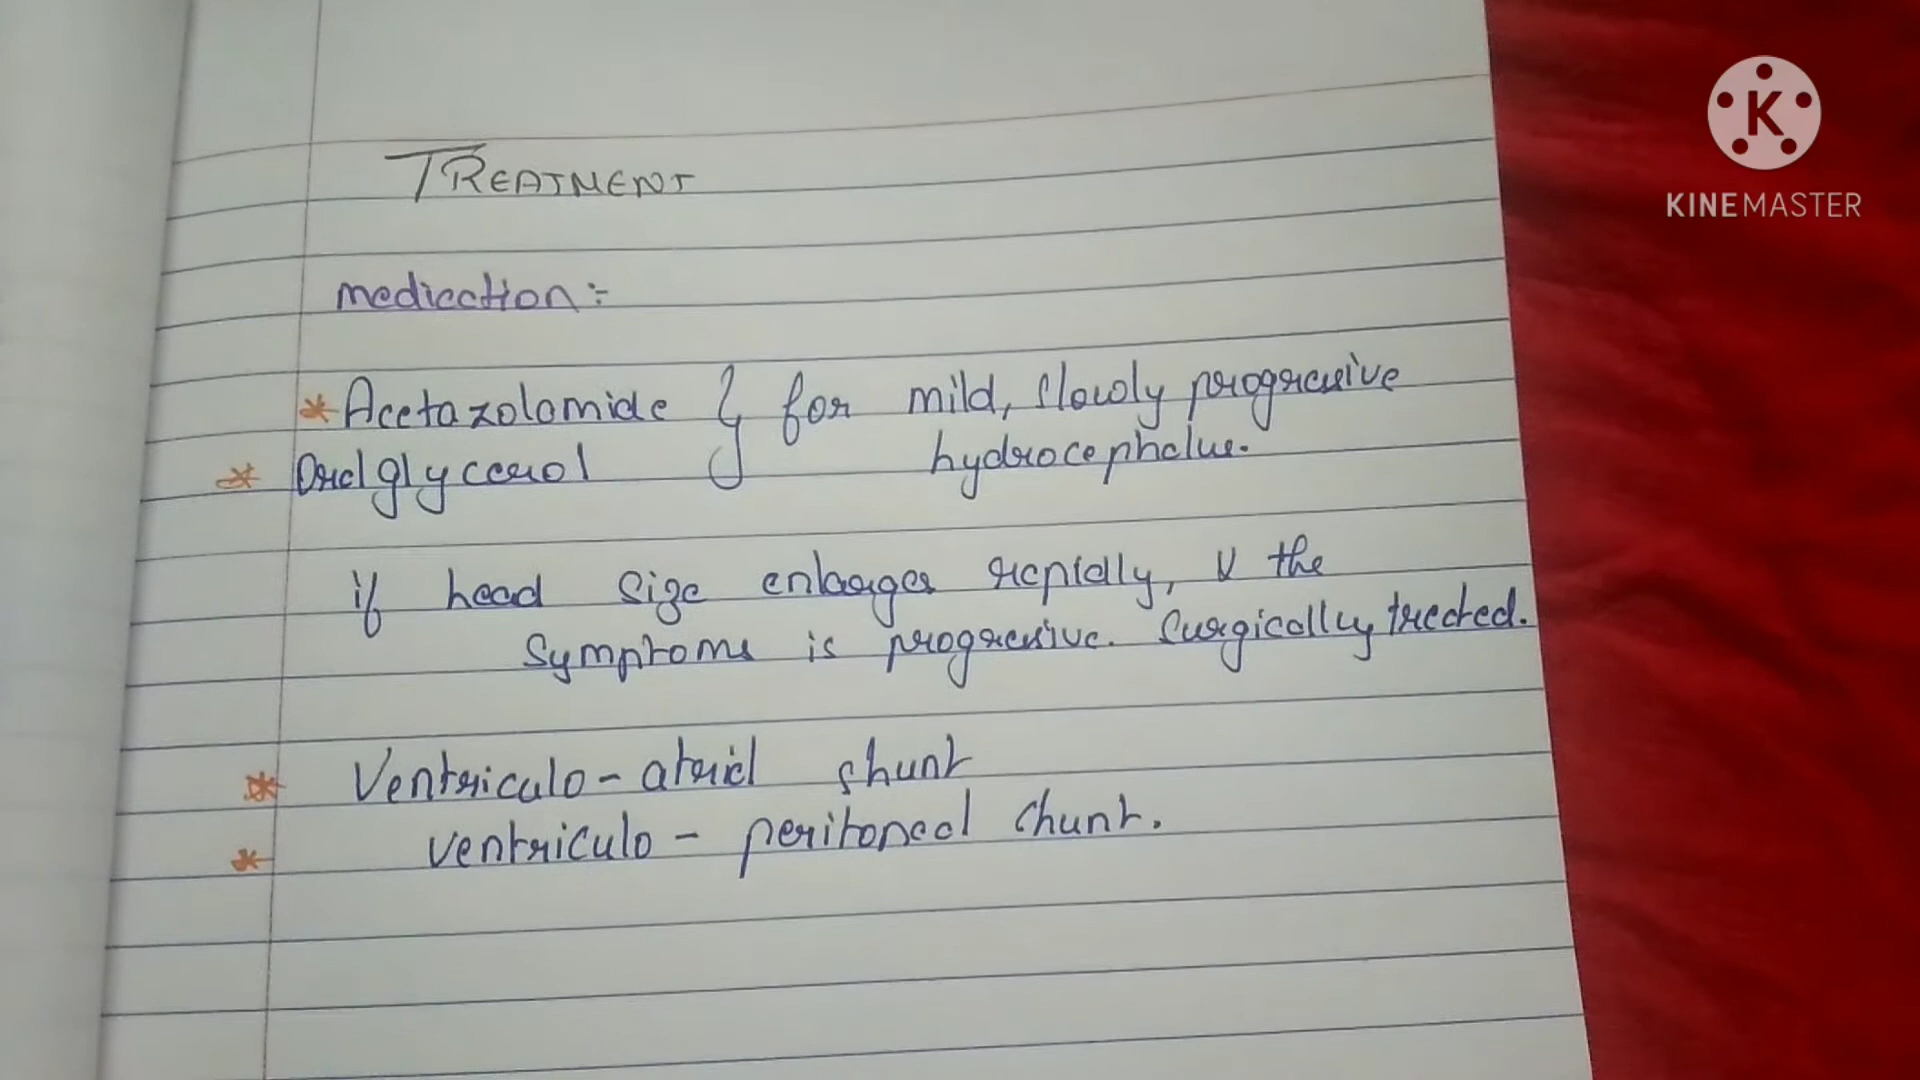 TREATMENT
medication:-
* Acetazolamide } for mild, slowly progressive
* Oral glycerol hydrocephalus.
if head size enlarges rapidly, & the
symptoms is progressive. Surgically treated.
* Ventriculo-atrial shunt
* ventriculo - peritoneal shunt.
K
KINEMASTER